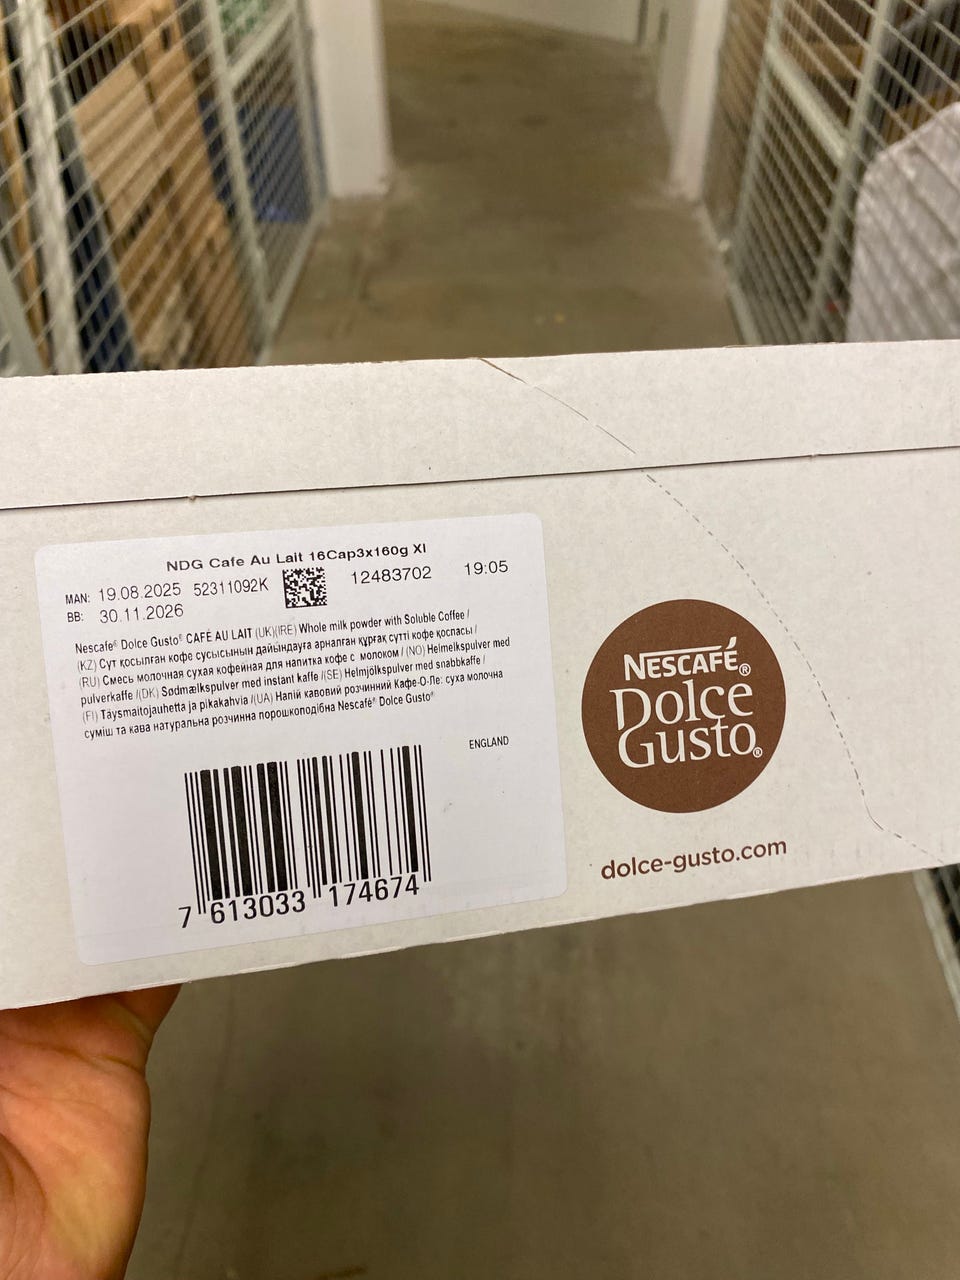 NDG Cafe Au Lait 16Cap3x160g XI
MAN: 19.08.2025 52311092K 12483702 19:05
BB: 30.11.2026
Nescafe® Dolce Gusto® CAFÉ AU LAIT (UK)(IRE) Whole milk powder with Soluble Coffee /
(KZ) Сүт қосылған кофе сусысынын дайындауға арналған құрғақ сүтті кофе қоспасы /
(RU) Смесь молочная сухая кофейная для напитка кофе с молоком / (NO) Helmelkspulver med
pulverkaffe /(DK) Sødmælkspulver med instant kaffe /(SE) Helmjölkspulver med snabbkaffe /
(FI) Täysmaitojauhetta ja pikakahvia /(UA) Напій кавовий розчинний Кафе-О-Ле: суха молочна
суміш та кава натуральна розчинна порошкоподібна Nescafé® Dolce Gusto®
ENGLAND
7 613033 174674
NESCAFÉ®
Dolce
Gusto®
dolce-gusto.com